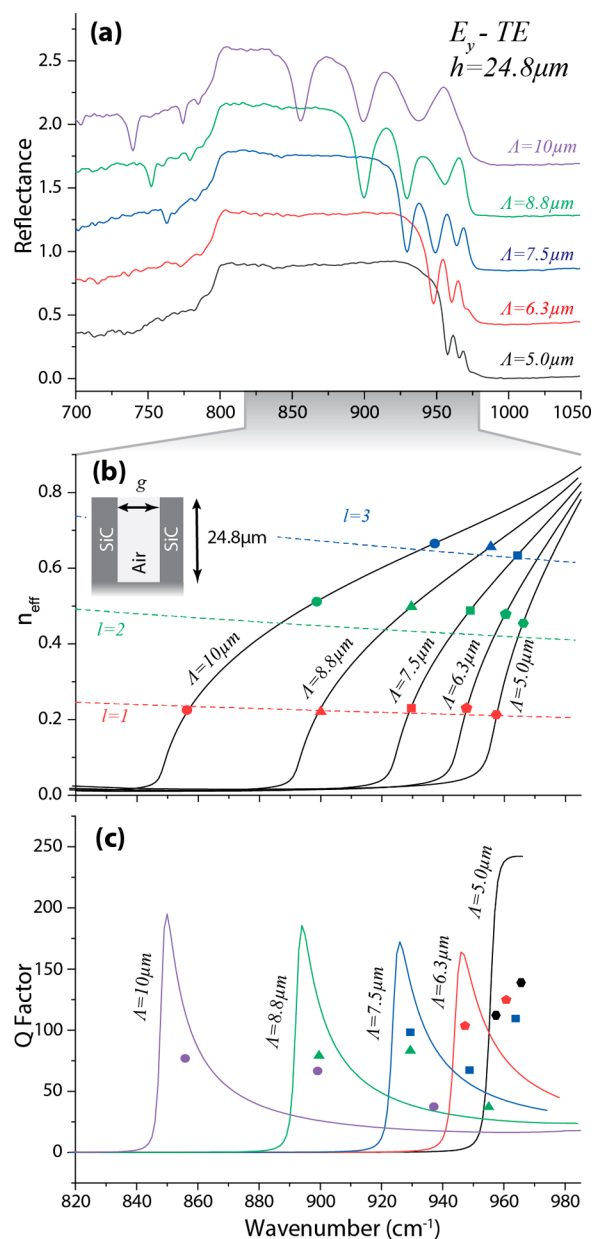 (a)
E_y - TE
h=24.8μm
2.5
2.0
1.5
1.0
0.5
0.0
Reflectance
Λ=10μm
Λ=8.8μm
Λ=7.5μm
Λ=6.3μm
Λ=5.0μm
700 750 800 850 900 950 1000 1050
(b)
0.8
0.6
0.4
0.2
0.0
n_eff
g
SiC
Air
SiC
24.8μm
l=3
l=2
l=1
Λ=10μm
Λ=8.8μm
Λ=7.5μm
Λ=6.3μm
Λ=5.0μm
(c)
250
200
150
100
50
0
Q Factor
Λ=10μm
Λ=8.8μm
Λ=7.5μm
Λ=6.3μm
Λ=5.0μm
820 840 860 880 900 920 940 960 980
Wavenumber (cm⁻¹)